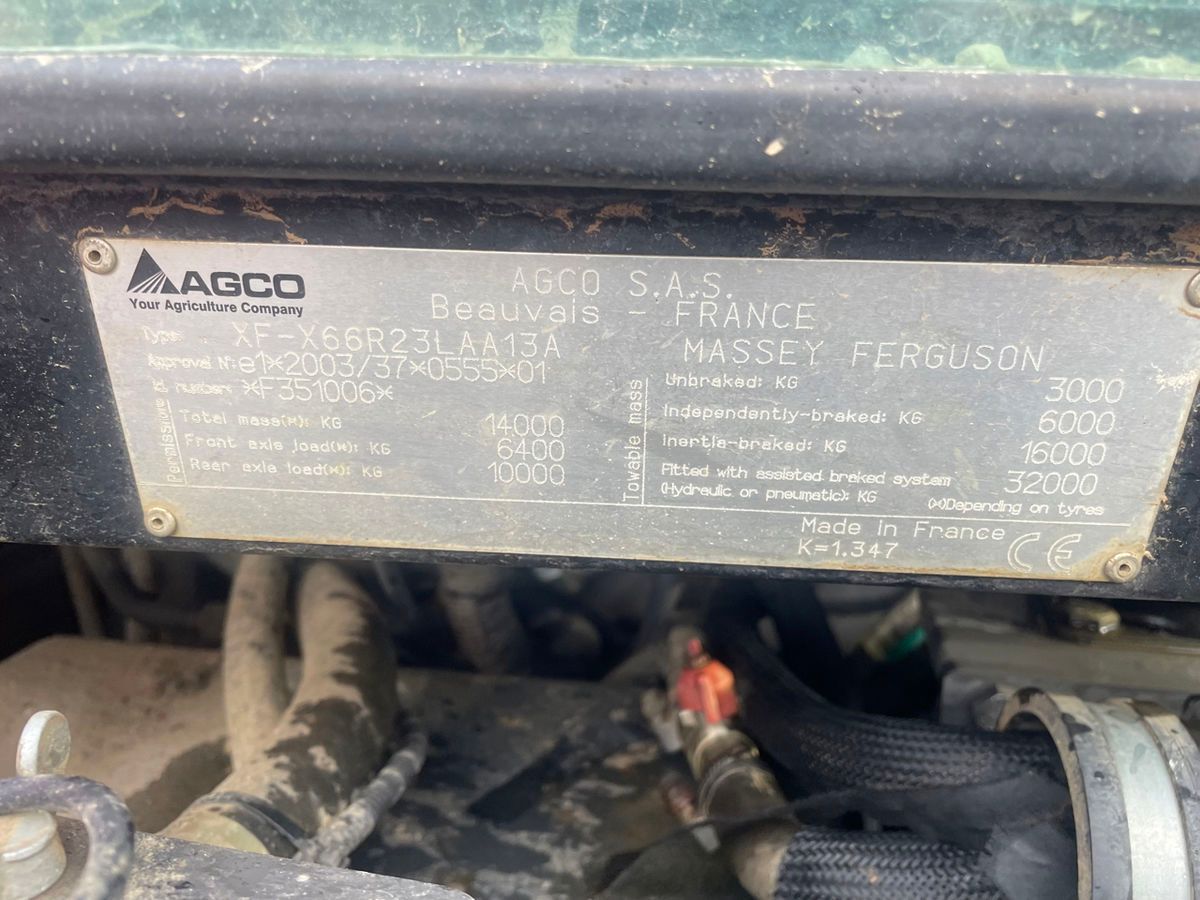 AGCO
Your Agriculture Company
AGCO S.A.S.
Beauvais - FRANCE
Type: XF-X66R23LAA13A
MASSEY FERGUSON
Approval N°: e1*2003/37*0555*01
Id number: *F351006*
Permissible
Total mass(*): KG 14000
Front axle load(*): KG 6400
Rear axle load(*): KG 10000
Towable mass
Unbraked: KG 3000
Independently-braked: KG 6000
Inertia-braked: KG 16000
Fitted with assisted braked system
(Hydraulic or pneumatic): KG 32000
(*)Depending on tyres
Made in France
K=1.347
CE